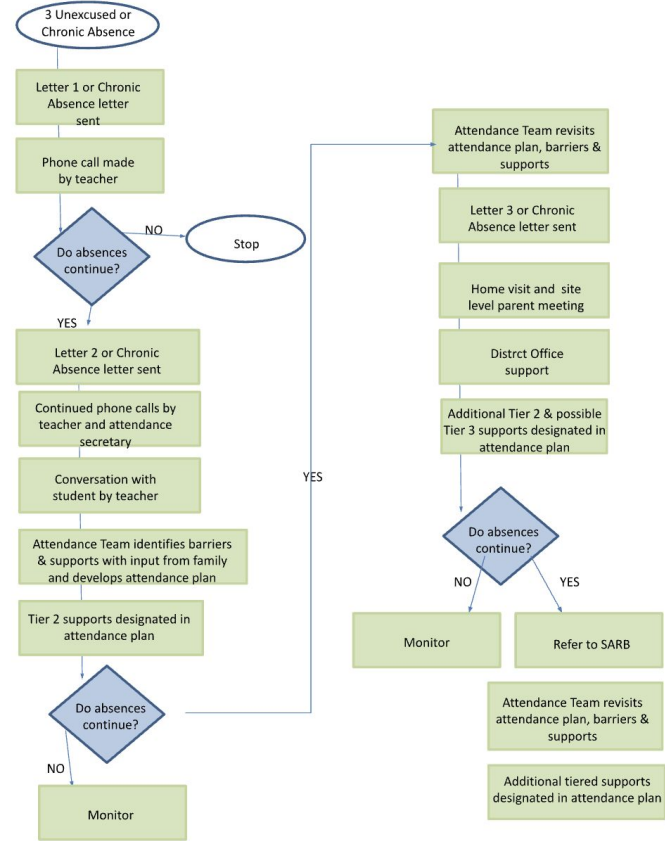 3 Unexcused or
Chronic Absence
Letter 1 or Chronic
Absence letter
sent
Phone call made
by teacher
Do absences
continue?
NO
Stop
YES
Letter 2 or Chronic
Absence letter sent
Continued phone calls by
teacher and attendance
secretary
Conversation with
student by teacher
Attendance Team identifies barriers
& supports with input from family
and develops attendance plan
Tier 2 supports designated in
attendance plan
Do absences
continue?
NO
Monitor
YES
Attendance Team revisits
attendance plan, barriers &
supports
Letter 3 or Chronic
Absence letter sent
Home visit and site
level parent meeting
Distrct Office
support
Additional Tier 2 & possible
Tier 3 supports designated in
attendance plan
Do absences
continue?
NO
YES
Monitor
Refer to SARB
Attendance Team revisits
attendance plan, barriers &
supports
Additional tiered supports
designated in attendance plan